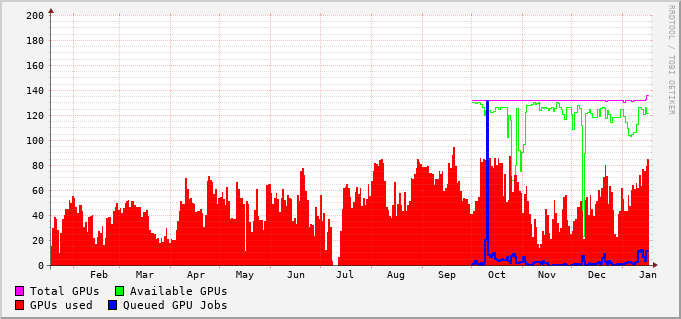 200
180
160
140
120
100
80
60
40
20
0
Feb Mar Apr May Jun Jul Aug Sep Oct Nov Dec Jan
Total GPUs Available GPUs
GPUs used Queued GPU Jobs
RRDTOOL / TOBI OETIKER